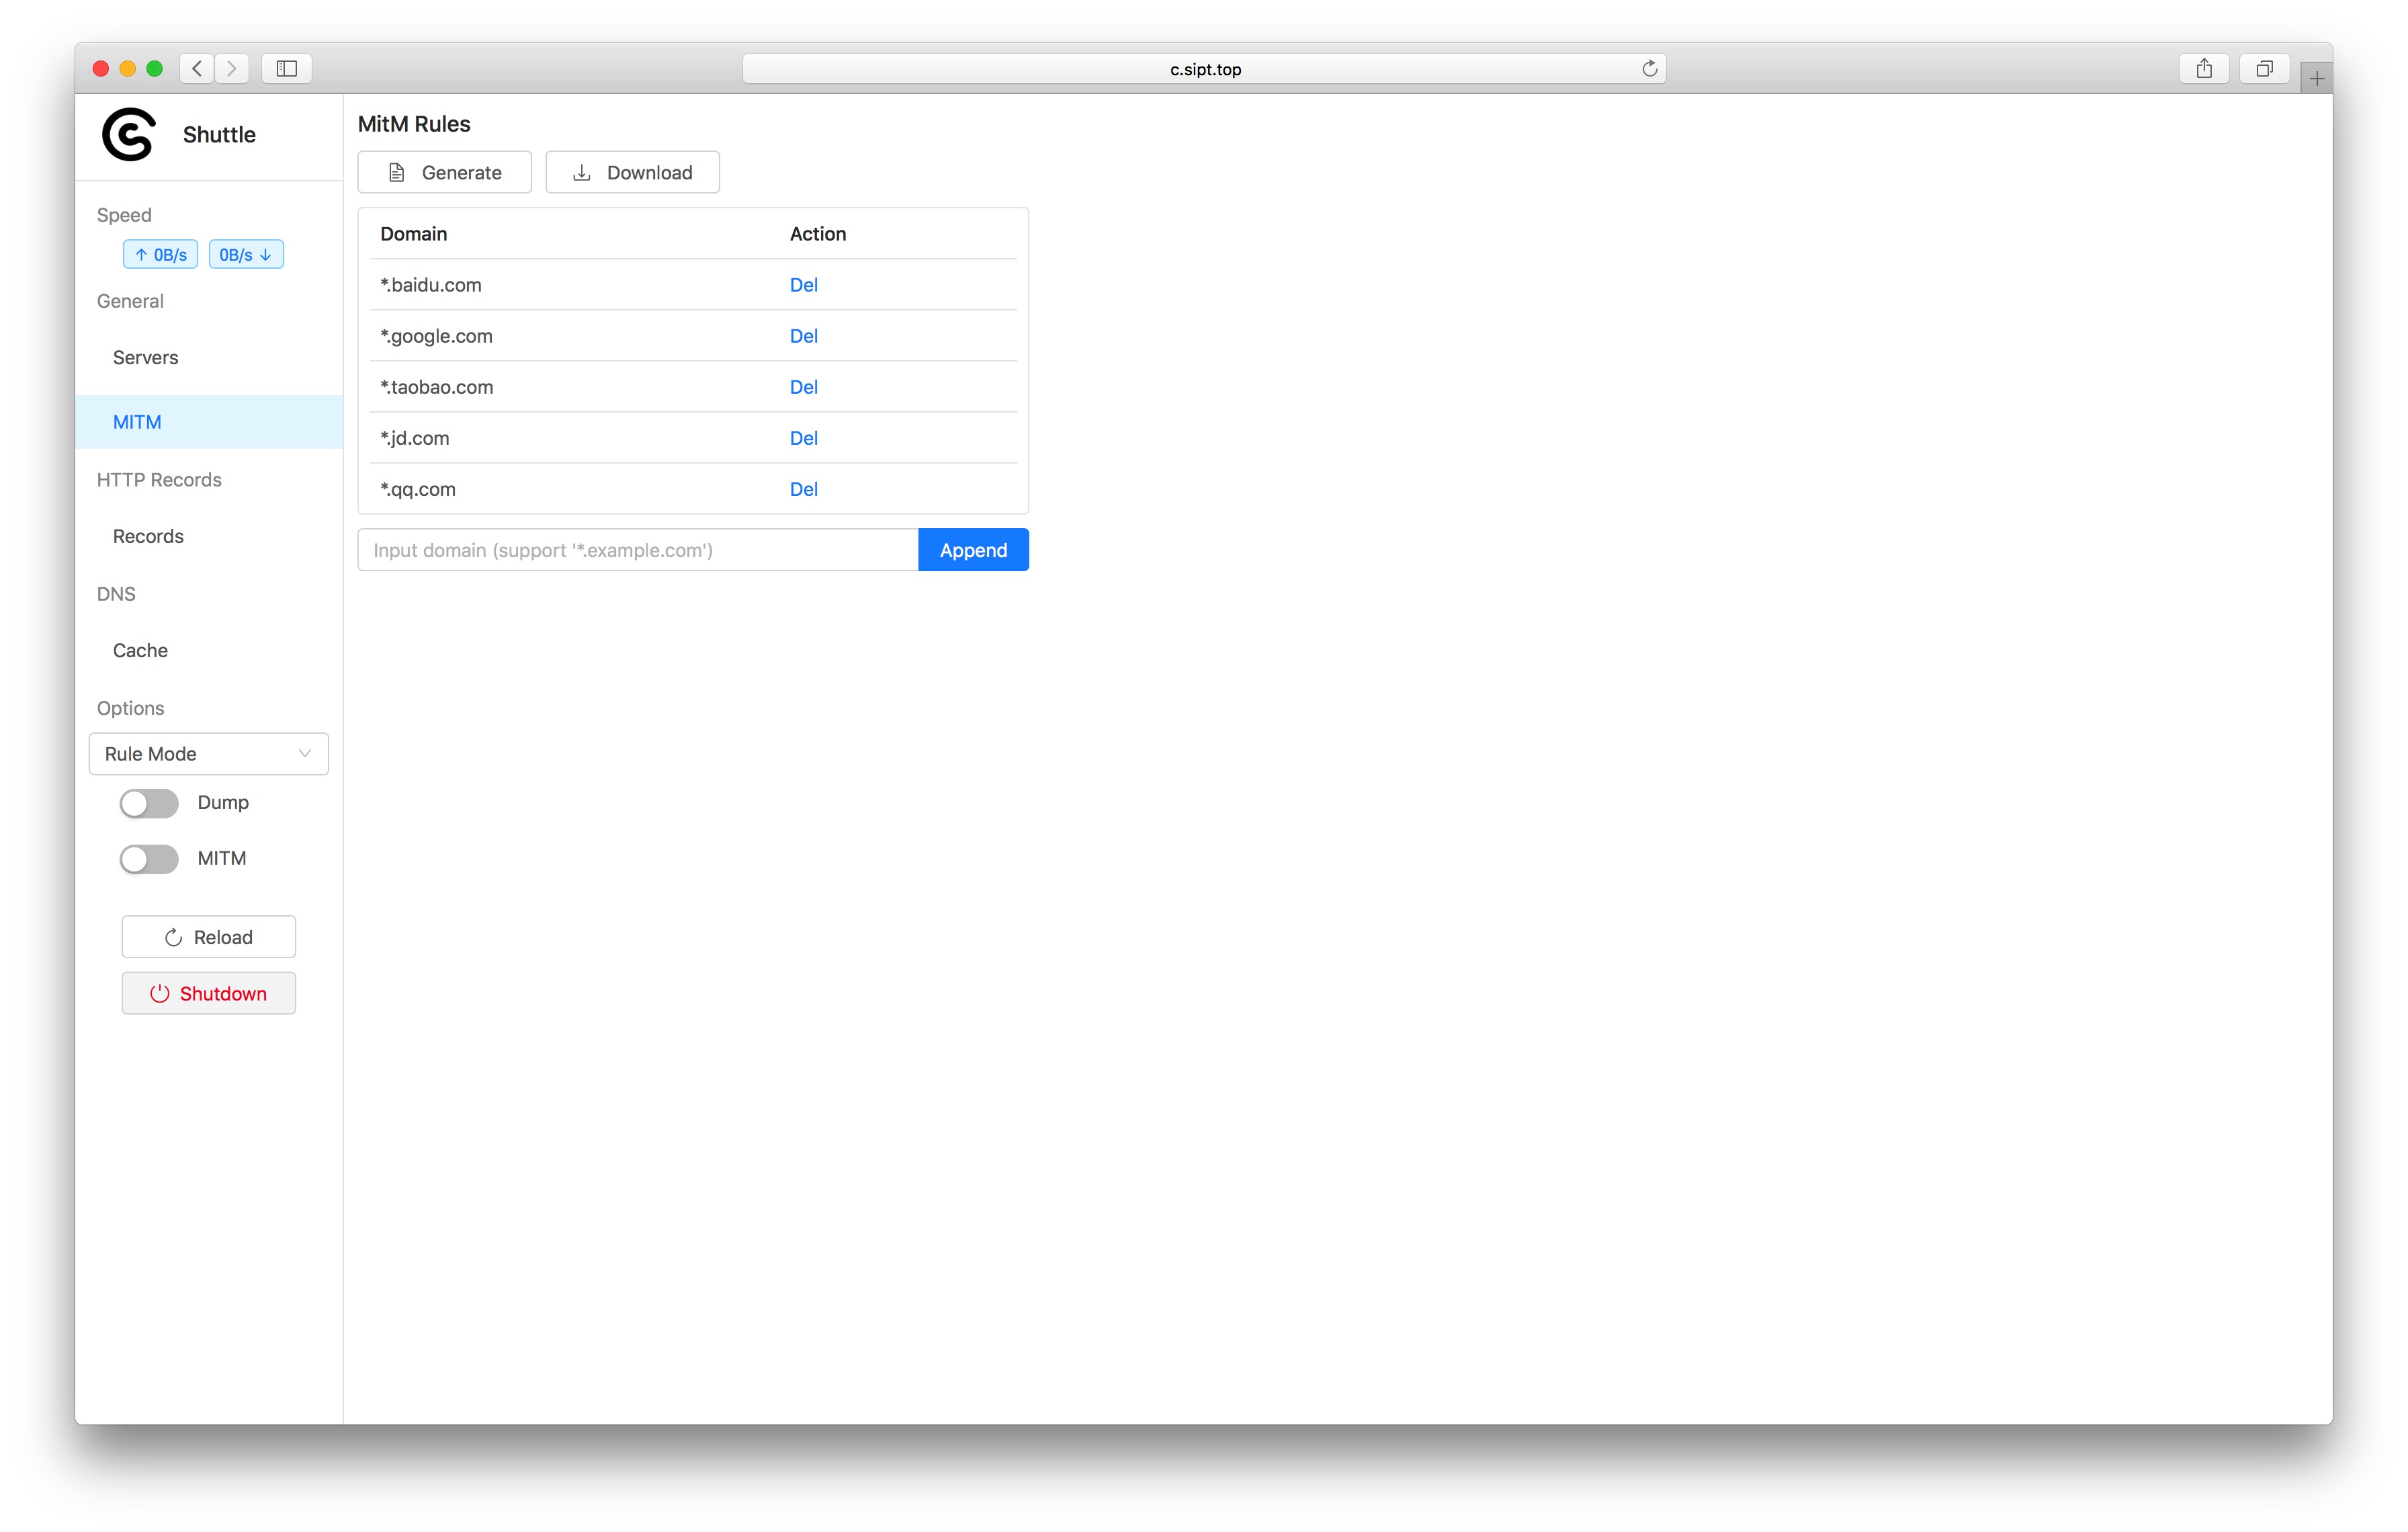 c.sipt.top
Shuttle
Speed
↑ 0B/s 0B/s ↓
General
Servers
MITM
HTTP Records
Records
DNS
Cache
Options
Rule Mode
Dump
MITM
Reload
Shutdown
MitM Rules
Generate Download
Domain Action
*.baidu.com Del
*.google.com Del
*.taobao.com Del
*.jd.com Del
*.qq.com Del
Input domain (support '*.example.com') Append